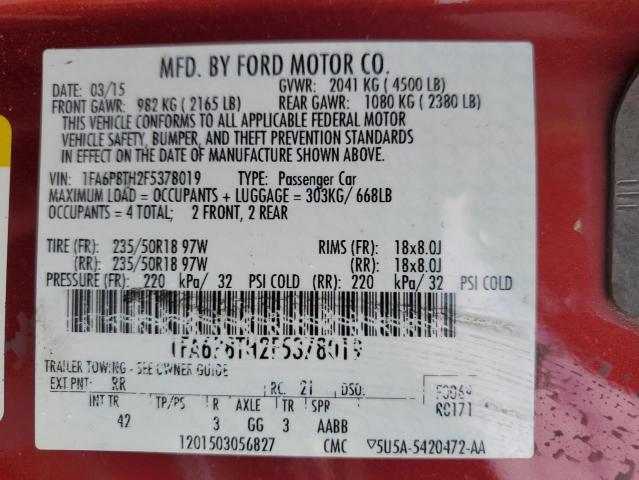 MFD. BY FORD MOTOR CO.
DATE: 03/15 GVWR: 2041 KG ( 4500 LB)
FRONT GAWR: 982 KG ( 2165 LB) REAR GAWR: 1080 KG ( 2380 LB)
THIS VEHICLE CONFORMS TO ALL APPLICABLE FEDERAL MOTOR
VEHICLE SAFETY, BUMPER, AND THEFT PREVENTION STANDARDS
IN EFFECT ON THE DATE OF MANUFACTURE SHOWN ABOVE.
VIN: 1FA6P8TH2F5378019 TYPE: Passenger Car
MAXIMUM LOAD = OCCUPANTS + LUGGAGE = 303KG/ 668LB
OCCUPANTS = 4 TOTAL; 2 FRONT, 2 REAR
TIRE (FR): 235/50R18 97W RIMS (FR): 18x8.0J
(RR): 235/50R18 97W (RR): 18x8.0J
PRESSURE (FR): 220 kPa/ 32 PSI COLD (RR): 220 kPa/ 32 PSI COLD
1FA6P8TH2F5378019
TRAILER TOWING - SEE OWNER GUIDE
EXT PNT: RR RC: 21 DSO: F0064
R0171
INT TR TP/PS R AXLE TR SPR
42 3 GG 3 AABB
1201503056827 CMC ▽5U5A-5420472-AA